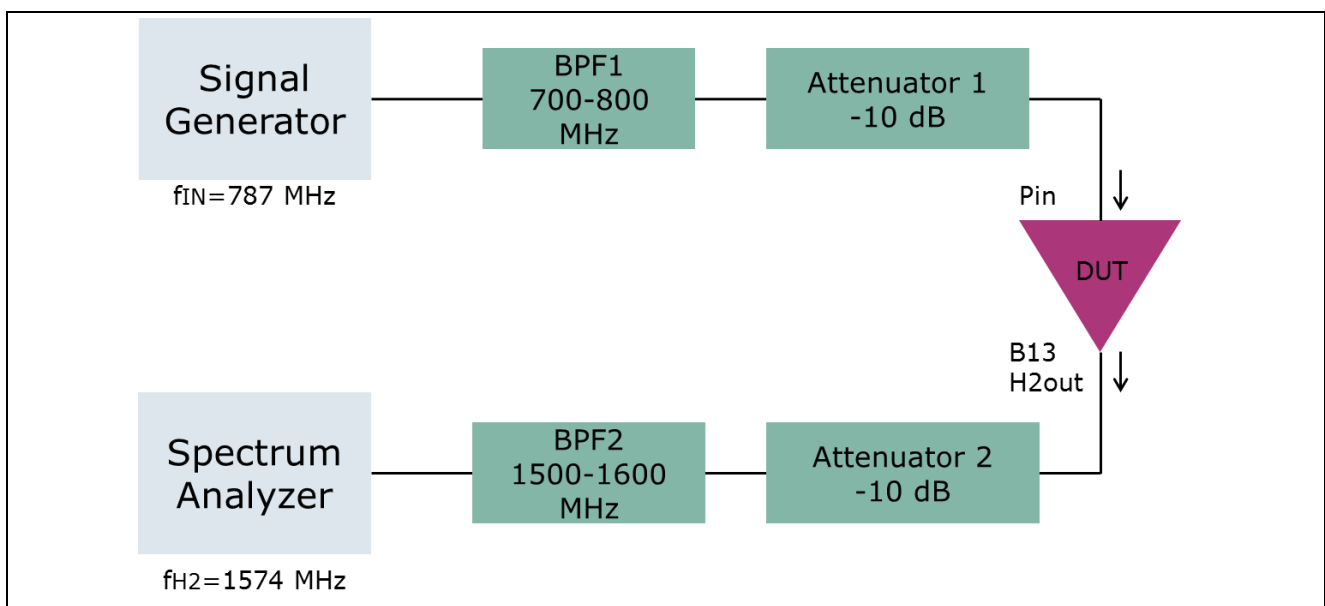 Signal
Generator
fIN=787 MHz
BPF1
700-800
MHz
Attenuator 1
-10 dB
Pin
DUT
B13
H2out
Attenuator 2
-10 dB
BPF2
1500-1600
MHz
Spectrum
Analyzer
fH2=1574 MHz